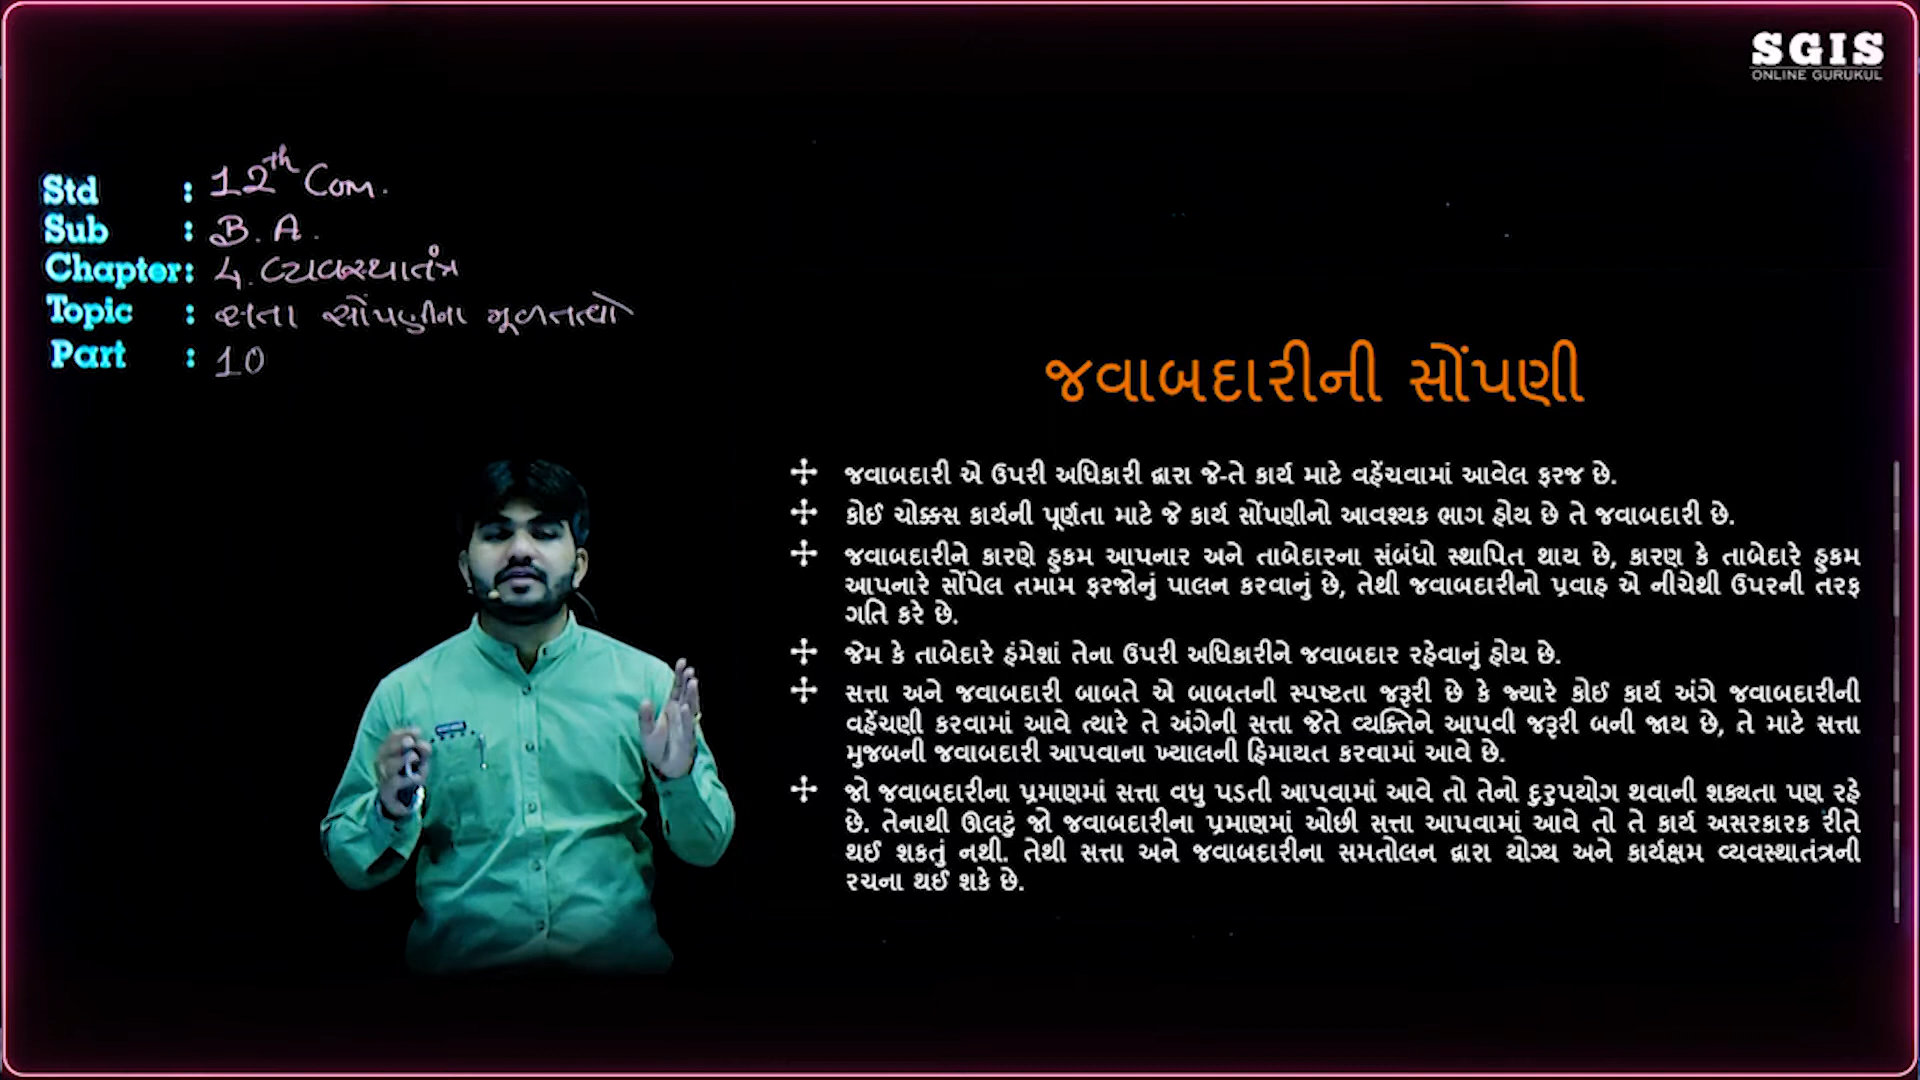 SGIS
ONLINE GURUKUL
Std : 12th Com.
Sub : B.A.
Chapter: 4. વ્યવસ્થાતંત્ર
Topic : સતા સોંપણીના મૂળતત્વો
Part : 10
જવાબદારીની સોંપણી
જવાબદારી એ ઉપરી અધિકારી દ્વારા જે-તે કાર્ય માટે વહેંચવામાં આવેલ ફરજ છે.
કોઈ ચોક્કસ કાર્યની પૂર્ણતા માટે જે કાર્ય સોંપણીનો આવશ્યક ભાગ હોય છે તે જવાબદારી છે.
જવાબદારીને કારણે હુકમ આપનાર અને તાબેદારના સંબંધો સ્થાપિત થાય છે, કારણ કે તાબેદારે હુકમ
આપનારે સોંપેલ તમામ ફરજોનું પાલન કરવાનું છે, તેથી જવાબદારીનો પ્રવાહ એ નીચેથી ઉપરની તરફ
ગતિ કરે છે.
જેમ કે તાબેદારે હંમેશાં તેના ઉપરી અધિકારીને જવાબદાર રહેવાનું હોય છે.
સત્તા અને જવાબદારી બાબતે એ બાબતની સ્પષ્ટતા જરૂરી છે કે જ્યારે કોઈ કાર્ય અંગે જવાબદારીની
વહેંચણી કરવામાં આવે ત્યારે તે અંગેની સત્તા જેતે વ્યક્તિને આપવી જરૂરી બની જાય છે, તે માટે સત્તા
મુજબની જવાબદારી આપવાના ખ્યાલની હિમાયત કરવામાં આવે છે.
જો જવાબદારીના પ્રમાણમાં સત્તા વધુ પડતી આપવામાં આવે તો તેનો દુરુપયોગ થવાની શક્યતા પણ રહે
છે. તેનાથી ઊલટું જો જવાબદારીના પ્રમાણમાં ઓછી સત્તા આપવામાં આવે તો તે કાર્ય અસરકારક રીતે
થઈ શકતું નથી. તેથી સત્તા અને જવાબદારીના સમતોલન દ્વારા યોગ્ય અને કાર્યક્ષમ વ્યવસ્થાતંત્રની
રચના થઈ શકે છે.